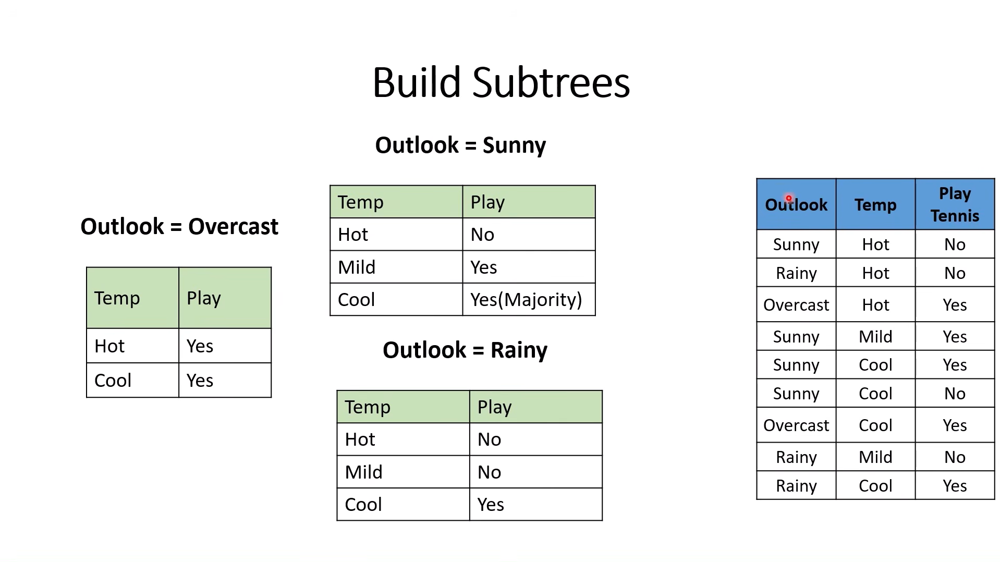 Build Subtrees
Outlook = Overcast
Temp Play
Hot Yes
Cool Yes
Outlook = Sunny
Temp Play
Hot No
Mild Yes
Cool Yes(Majority)
Outlook = Rainy
Temp Play
Hot No
Mild No
Cool Yes
Outlook Temp Play Tennis
Sunny Hot No
Rainy Hot No
Overcast Hot Yes
Sunny Mild Yes
Sunny Cool Yes
Sunny Cool No
Overcast Cool Yes
Rainy Mild No
Rainy Cool Yes